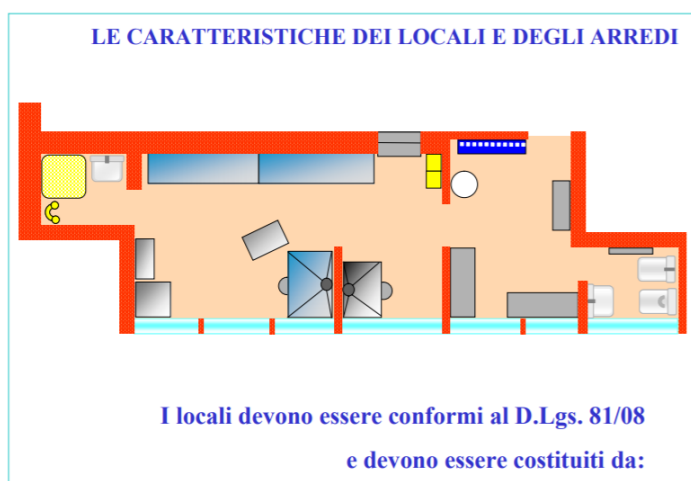 LE CARATTERISTICHE DEI LOCALI E DEGLI ARREDI
I locali devono essere conformi al D.Lgs. 81/08
e devono essere costituiti da: